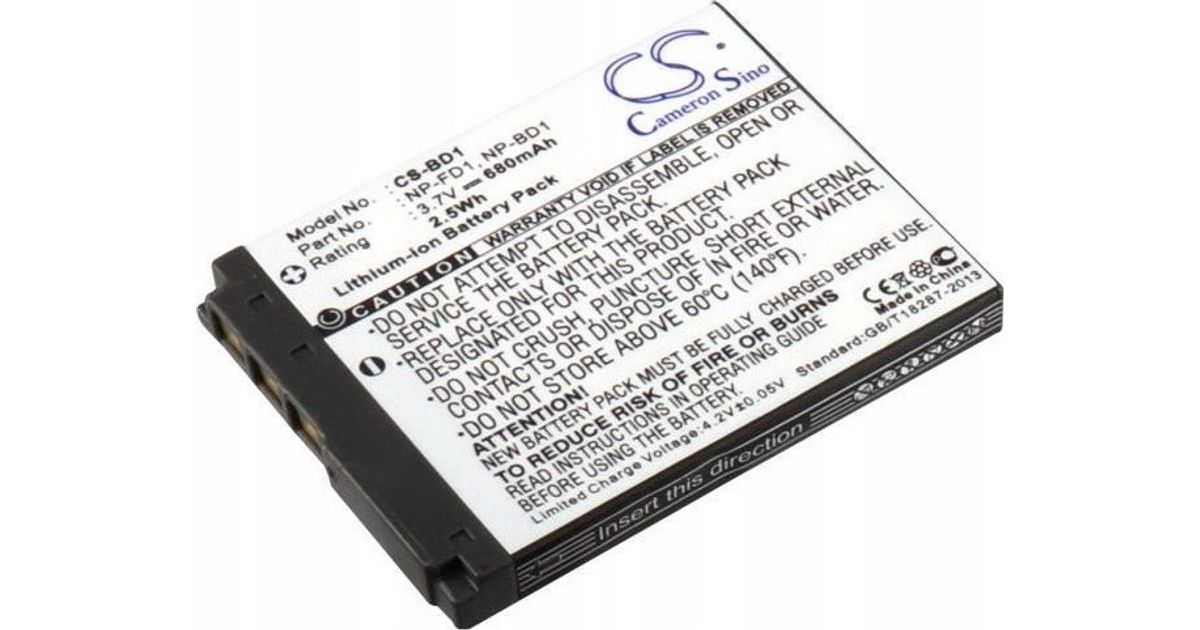 CS.
Cameron Sino
Model No. : CS-BD1
Part No. : NP-FD1, NP-BD1
Rating : 3.7V ⎓ 680mAh
2.5Wh
Lithium-ion Battery Pack
CAUTION WARRANTY VOID IF LABEL IS REMOVED
•DO NOT ATTEMPT TO DISASSEMBLE, OPEN OR
SERVICE THE BATTERY PACK.
•REPLACE ONLY WITH THE BATTERY PACK
DESIGNATED FOR THIS PRODUCT.
•DO NOT CRUSH, PUNCTURE, SHORT EXTERNAL
CONTACTS OR DISPOSE OF IN FIRE.
•DO NOT STORE ABOVE 60°C (140°F).
ATTENTION!
NEW BATTERY PACK MUST BE FULLY CHARGED BEFORE USING.
TO REDUCE RISK OF FIRE OR BURNS
READ INSTRUCTIONS IN OPERATING GUIDE
BEFORE USING THE BATTERY.
Limited Charge Voltage:4.2V±0.05V
CE
Made in China
Standard:GB/T18287-2013
Insert this direction